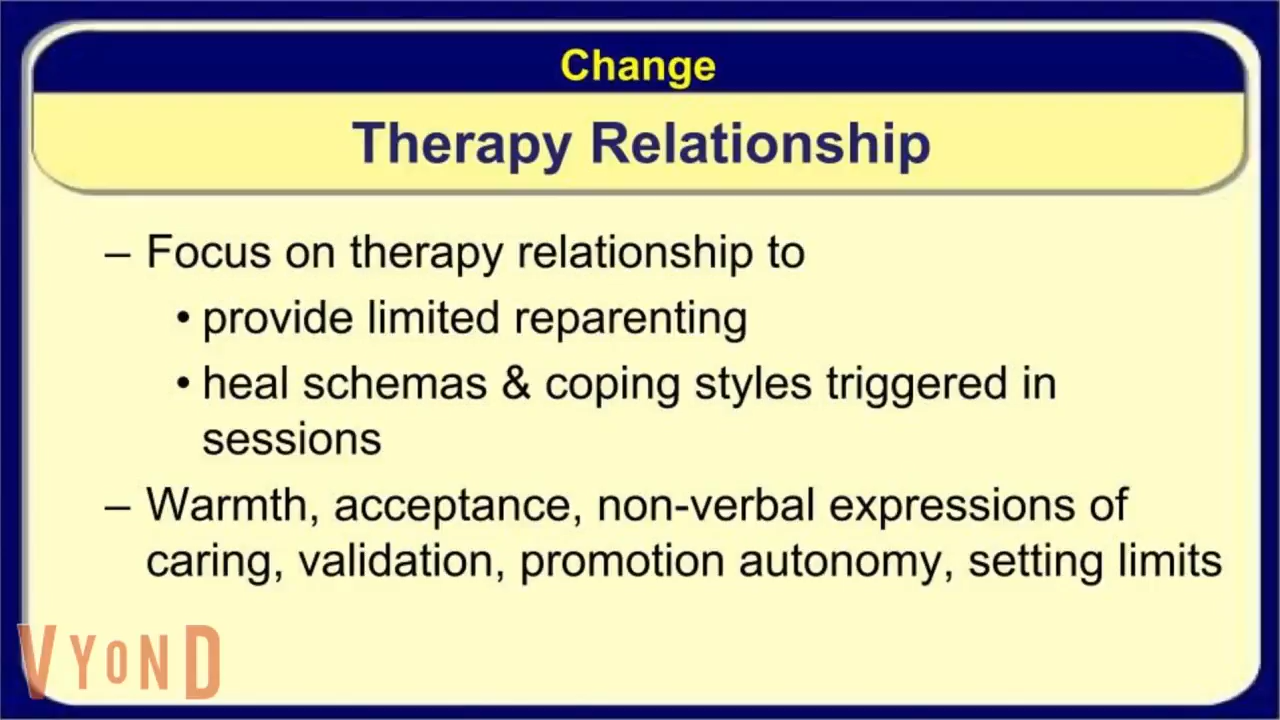 Change
Therapy Relationship
– Focus on therapy relationship to
• provide limited reparenting
• heal schemas & coping styles triggered in
sessions
– Warmth, acceptance, non-verbal expressions of
caring, validation, promotion autonomy, setting limits
VYOND